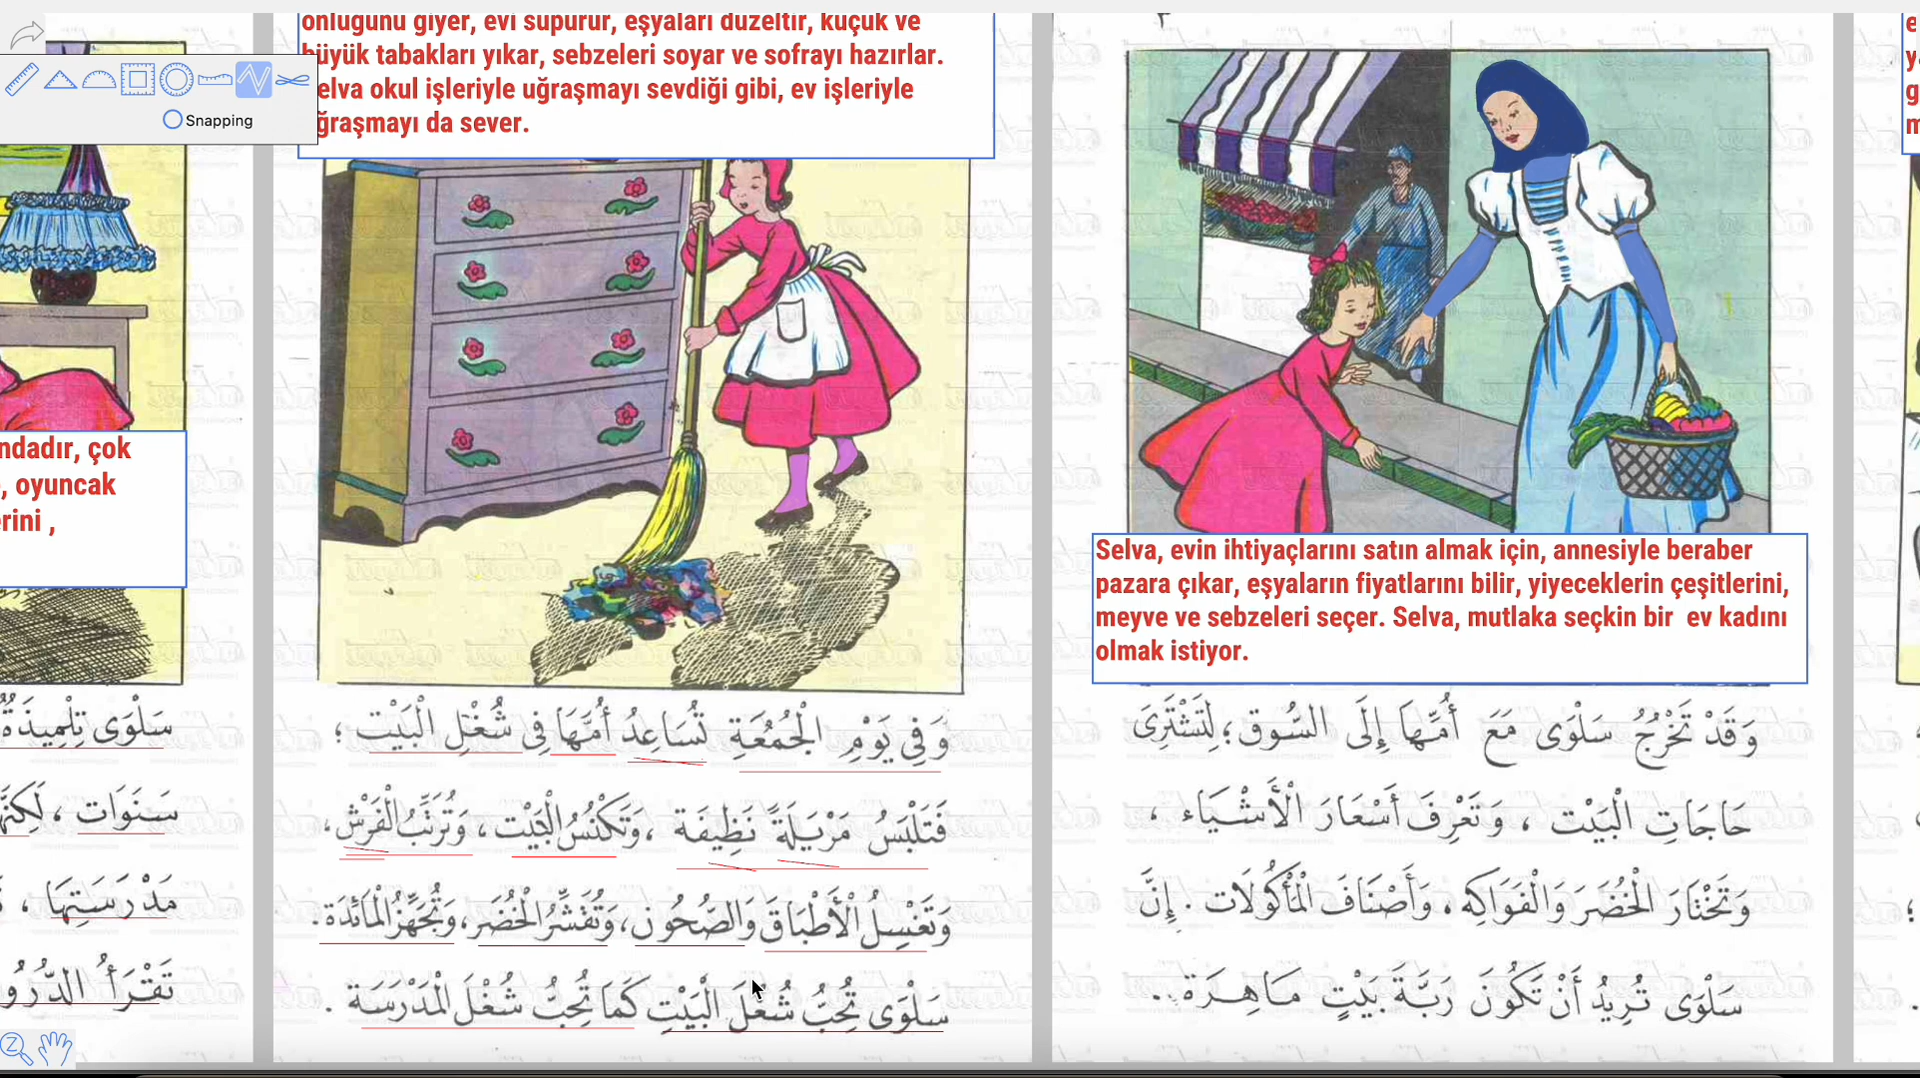 önlüğünü giyer, evi süpürür, eşyaları düzeltir, küçük ve
büyük tabakları yıkar, sebzeleri soyar ve sofrayı hazırlar.
elva okul işleriyle uğraşmayı sevdiği gibi, ev işleriyle
ğraşmayı da sever.
Snapping
ndadır, çok
, oyuncak
erini ,
سَلْوَى تِلْمِيذَةٌ
سَنَوَات ، لَكِنَّهَا
مَدْرَسَتِهَا ،
تَقْرَأُ الدُّرُو
وَفِي يَوْمِ الْجُمُعَةِ تُسَاعِدُ أُمَّهَا فِى شُغْلِ الْبَيْت ؛
فَتَلْبَسُ مَرْيَلَةً نَظِيفَة ، وَتَكْنُسُ الْبَيْت ، وَتُرَتِّبُ الْفَرْش ،
وَتَغْسِلُ الْأَطْبَاقَ وَالصُّحُون ، وَتُقَشِّرُ الْخُضَر ، وَتُجَهِّزُ الْمَائدَة .
سَلْوَى تُحِبُّ شُغْلَ الْبَيْتِ كَمَا تُحِبُّ شُغْلَ الْمَدْرَسَة .
٣
Selva, evin ihtiyaçlarını satın almak için, annesiyle beraber
pazara çıkar, eşyaların fiyatlarını bilir, yiyeceklerin çeşitlerini,
meyve ve sebzeleri seçer. Selva, mutlaka seçkin bir ev kadını
olmak istiyor.
وَقَدْ تَخْرُجُ سَلْوَى مَعَ أُمِّهَا إِلَى السُّوق ؛ لِتَشْتَرِىَ
حَاجَاتِ الْبَيْت ، وَتَعْرِفَ أَسْعَارَ الْأَشْيَاء ،
وَتَخْتَارَ الْخُضَرَ وَالْفَوَاكِه ، وَأَصْنَافَ الْمَأْكُولَات . إِنَّ
سَلْوَى تُرِيدُ أَنْ تَكُونَ رَبَّةَ بَيْتٍ مَاهِرَة .